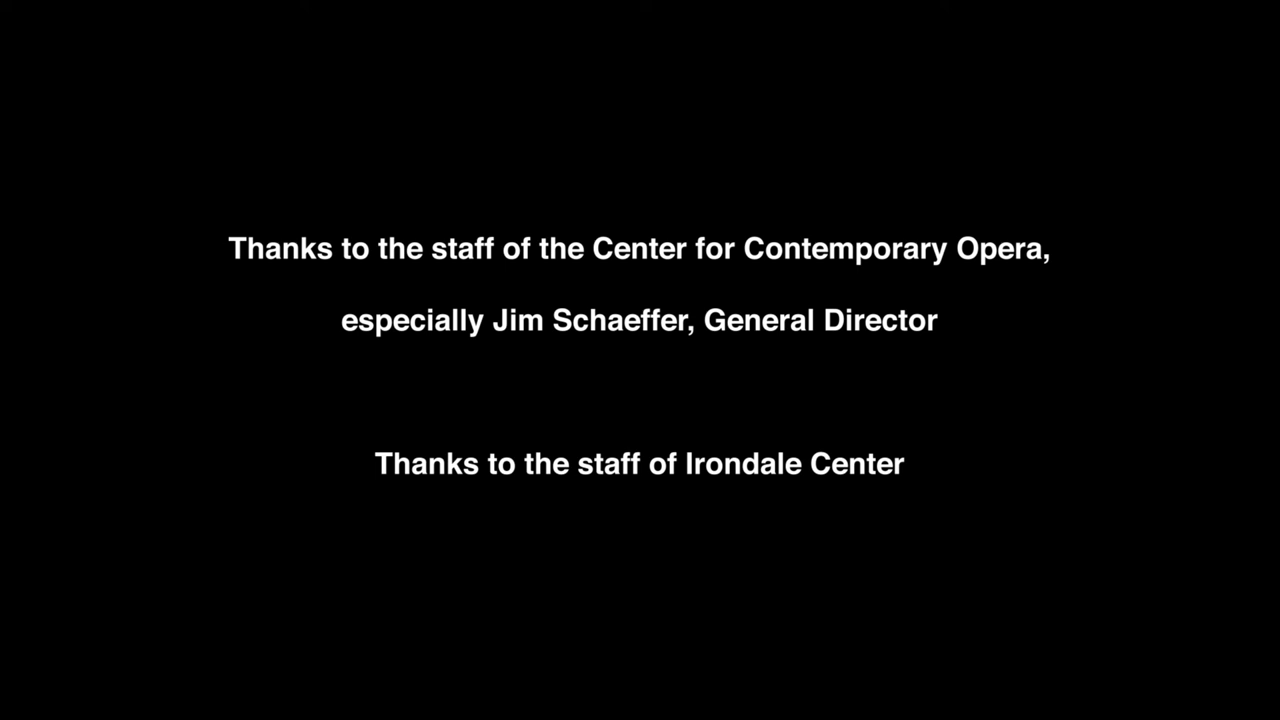 Thanks to the staff of the Center for Contemporary Opera,
especially Jim Schaeffer, General Director
Thanks to the staff of Irondale Center